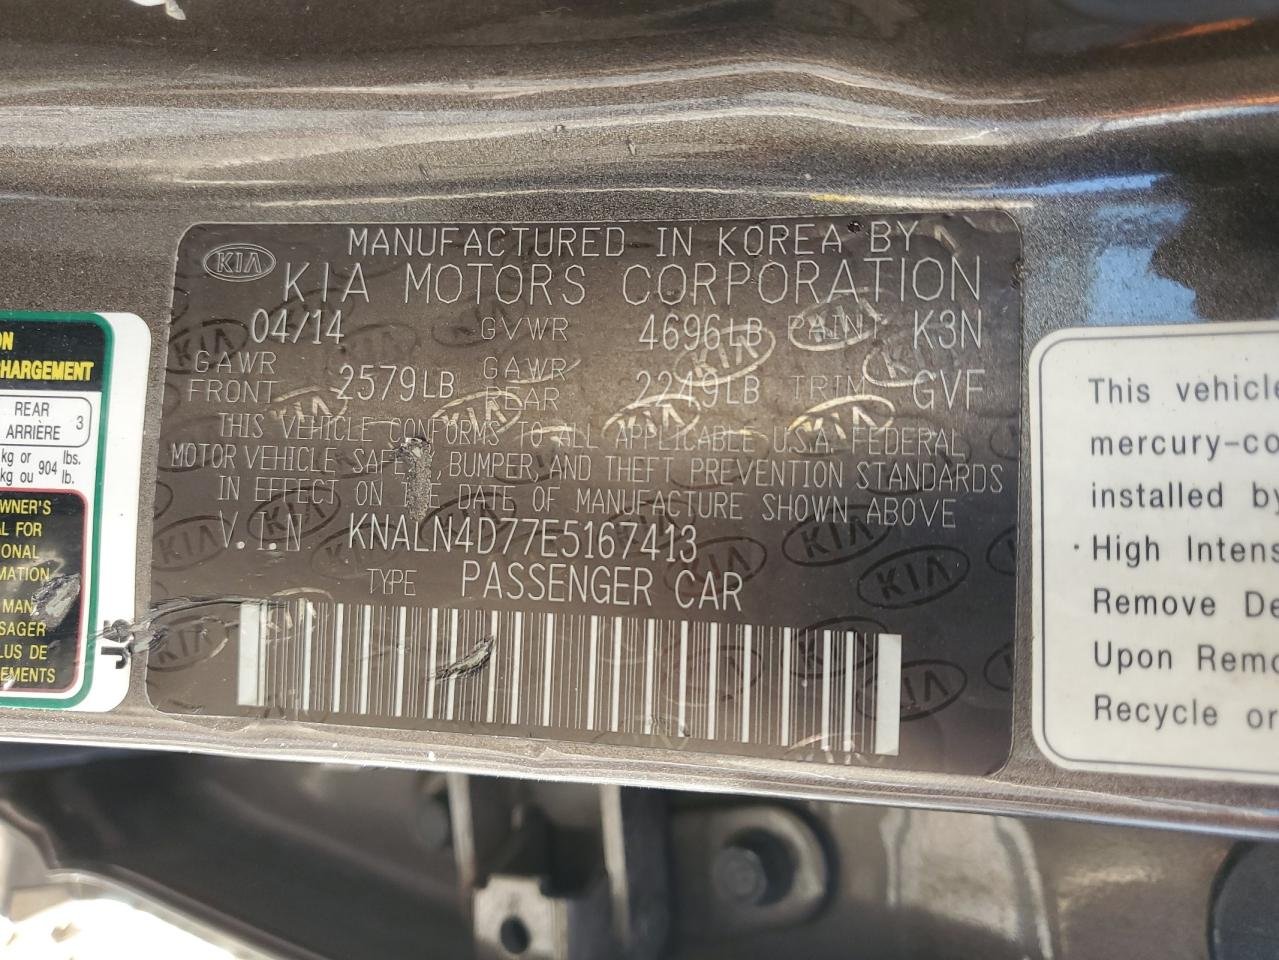 MANUFACTURED IN KOREA BY
KIA
KIA MOTORS CORPORATION
04/14 GVWR 4696LB PAINT K3N
GAWR FRONT 2579LB GAWR REAR 2249LB TRIM GVF
THIS VEHICLE CONFORMS TO ALL APPLICABLE U.S.A. FEDERAL
MOTOR VEHICLE BUMPER AND THEFT PREVENTION STANDARDS
IN EFFECT ON THE DATE OF MANUFACTURE SHOWN ABOVE
V.I.N KNALN4D77E5167413
TYPE PASSENGER CAR
ON
CHARGEMENT
REAR
ARRIÈRE 3
kg or 904 lbs.
kg ou lb.
OWNER'S
AL FOR
TIONAL
MATION
MAN
SAGER
LUS DE
EMENTS
J
This vehicle
mercury-co
installed by
· High Intens
Remove De
Upon Remo
Recycle or